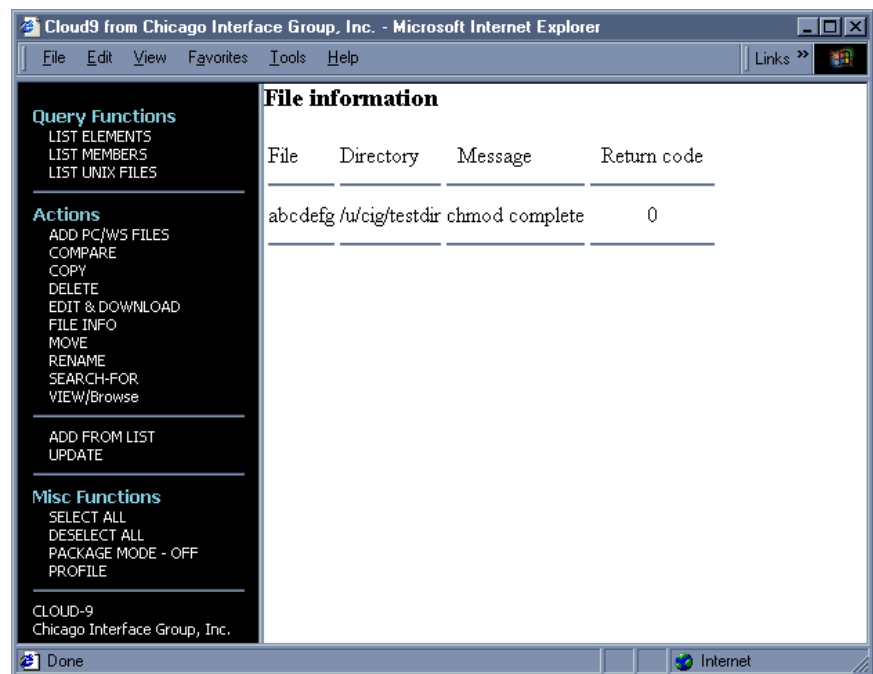 Cloud9 from Chicago Interface Group, Inc. - Microsoft Internet Explorer
File Edit View Favorites Tools Help Links »
Query Functions
LIST ELEMENTS
LIST MEMBERS
LIST UNIX FILES
Actions
ADD PC/WS FILES
COMPARE
COPY
DELETE
EDIT & DOWNLOAD
FILE INFO
MOVE
RENAME
SEARCH-FOR
VIEW/Browse
ADD FROM LIST
UPDATE
Misc Functions
SELECT ALL
DESELECT ALL
PACKAGE MODE - OFF
PROFILE
CLOUD-9
Chicago Interface Group, Inc.
File information
File Directory Message Return code
abcdefg /u/cig/testdir chmod complete 0
Done Internet